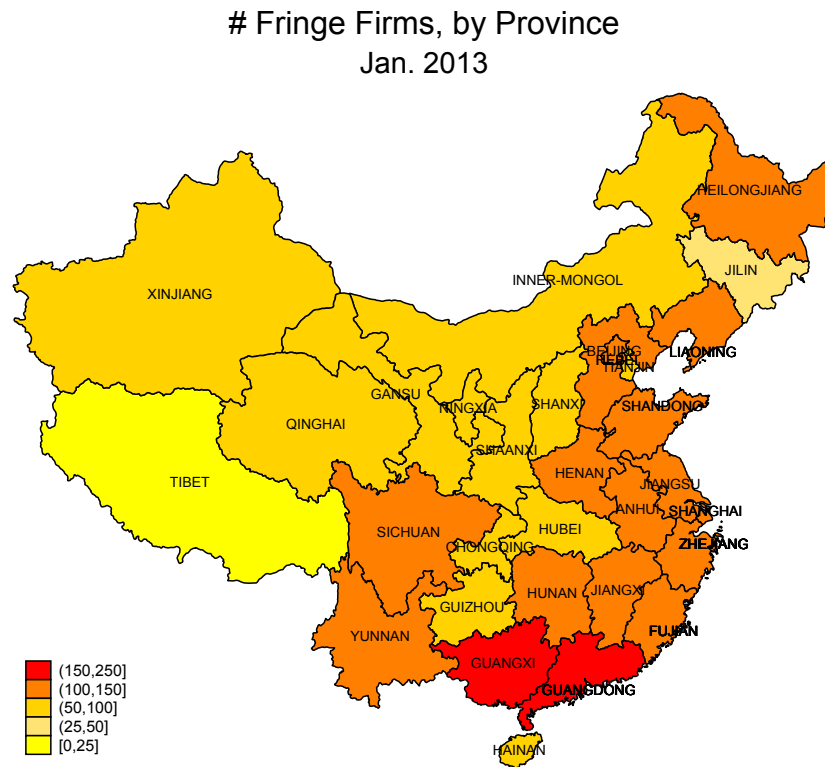 # Fringe Firms, by Province
Jan. 2013
HEILONGJIANG
JILIN
INNER-MONGOL
XINJIANG
BEIJING
LIAONING
HEBEI
TIANJIN
GANSU
NINGXIA
SHANXI
SHANDONG
QINGHAI
SHAANXI
HENAN
TIBET
JIANGSU
ANHUI
SHANGHAI
SICHUAN
HUBEI
CHONGQING
ZHEJIANG
HUNAN
JIANGXI
GUIZHOU
FUJIAN
YUNNAN
GUANGXI
GUANGDONG
HAINAN
(150,250]
(100,150]
(50,100]
(25,50]
[0,25]